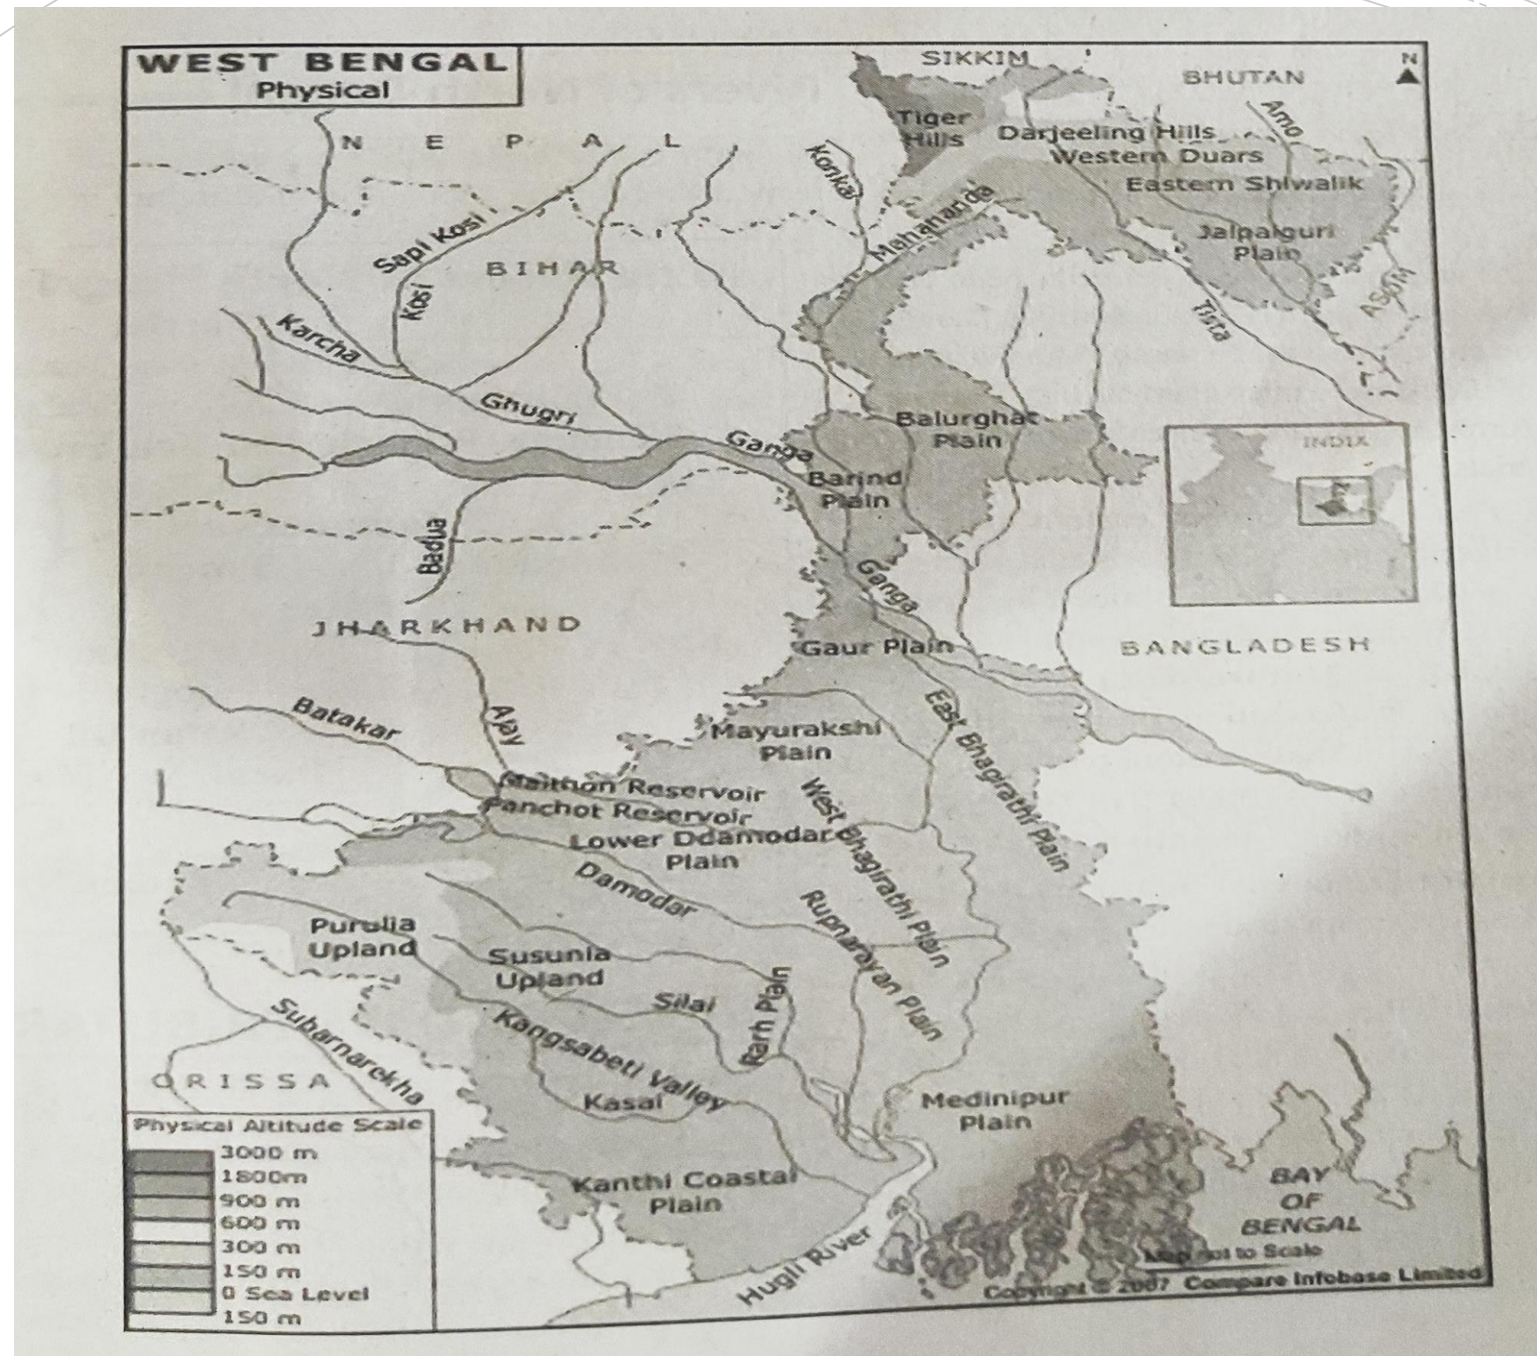 WEST BENGAL
Physical
SIKKIM
BHUTAN
N
N E P A L
Tiger
Hills
Darjeeling Hills
Western Duars
Eastern Shiwalik
Amo
Konkai
Mahananda
Jalpaiguri
Plain
Sapi Kosi
BIHAR
Kosi
ASOM
Tista
Karcha
Ghugri
Ganga
Balurghat
Plain
INDIA
Barind
Plain
Badua
Ganga
JHARKHAND
Gaur Plain
BANGLADESH
Batakar
Ajay
Mayurakshi
Plain
East Bhagirathi Plain
Maithon Reservoir
Panchot Reservoir
West Bhagirathi Plain
Lower Ddamodar
Plain
Damodar
Rupnarayan Plain
Purulia
Upland
Susunia
Upland
Silai
Rarh Plain
Subarnarekha
Kangsabeti Valley
Kasai
ORISSA
Medinipur
Plain
Physical Altitude Scale
3000 m
1800m
900 m
600 m
300 m
150 m
0 Sea Level
150 m
Kanthi Coastal
Plain
Hugli River
BAY
OF
BENGAL
Map not to Scale
Copyright © 2007 Compare Infobase Limited